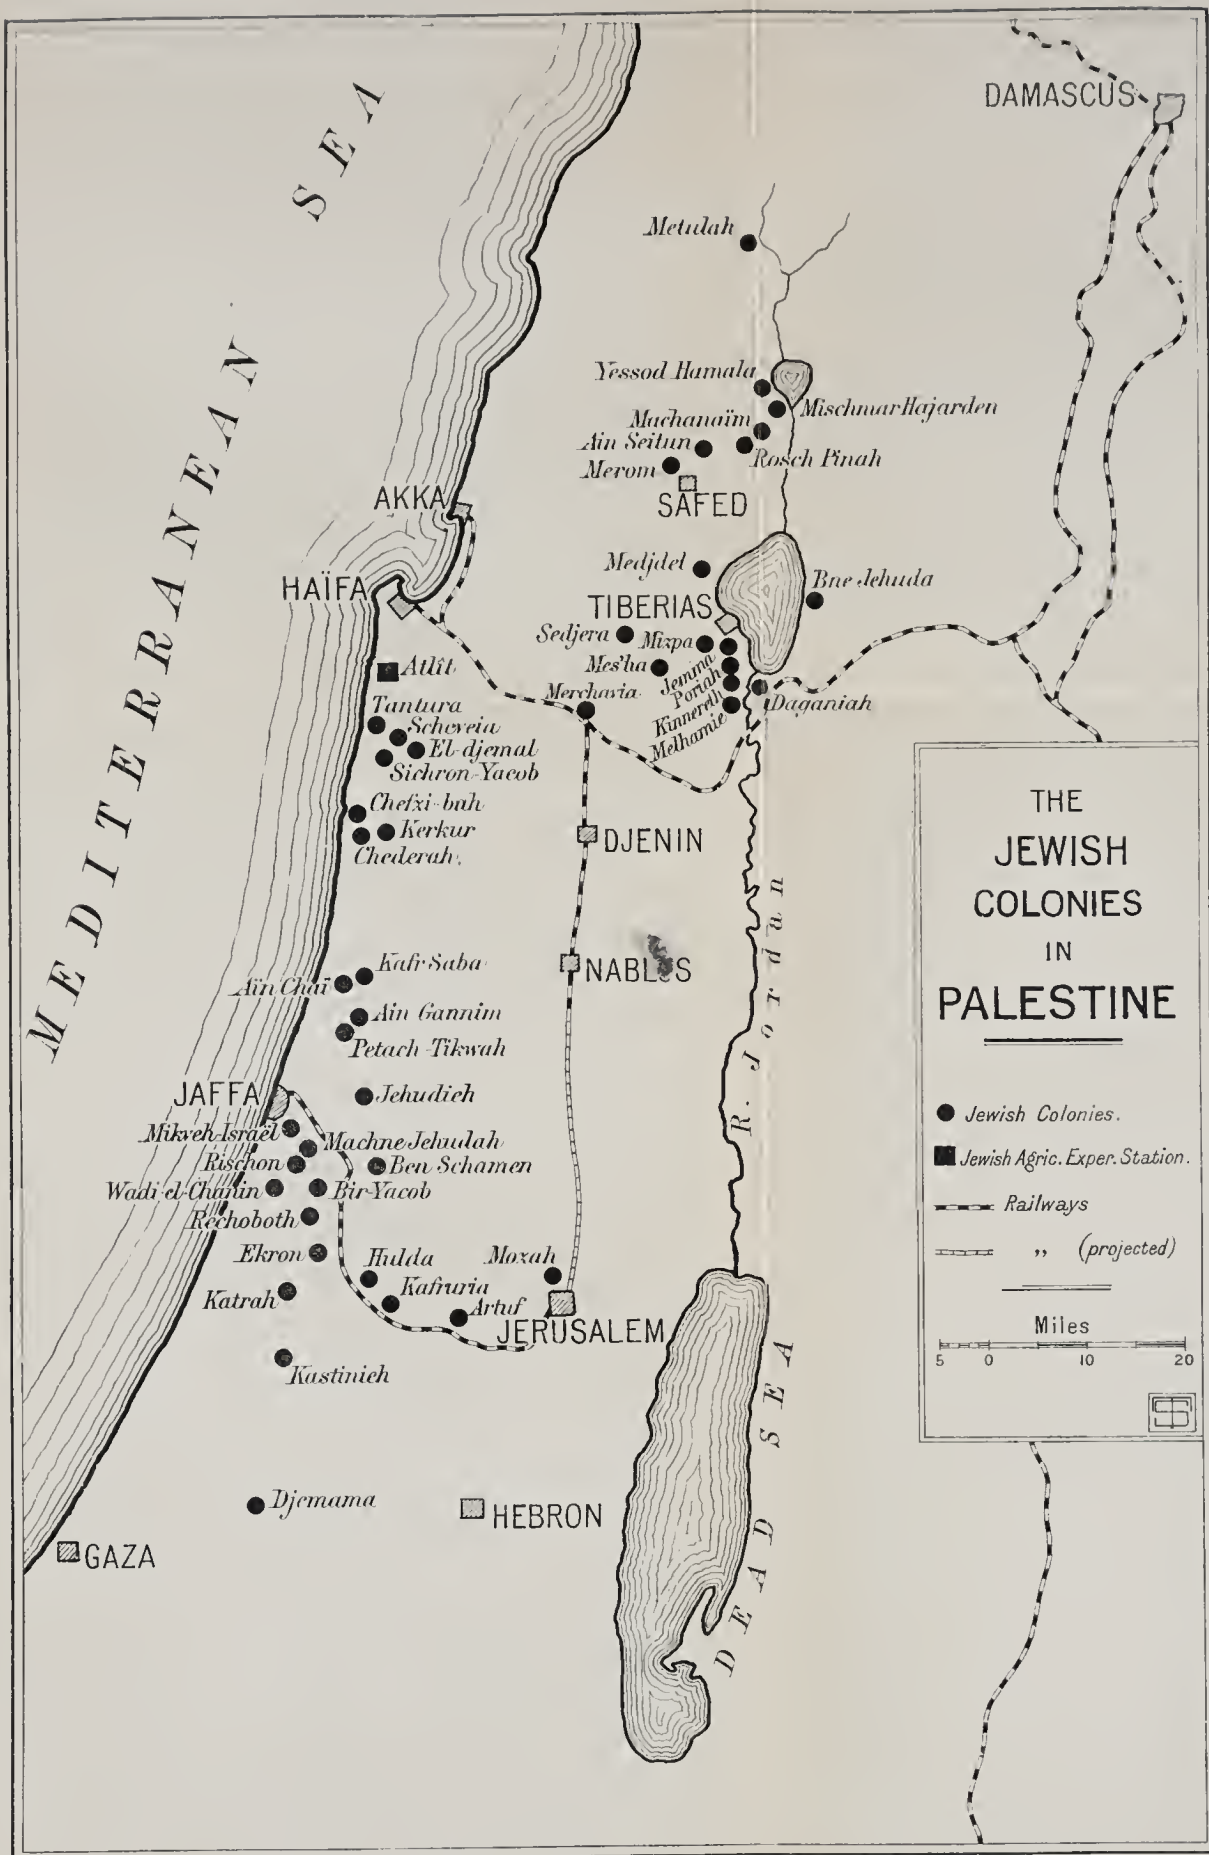 DAMASCUS
MEDITERRANEAN SEA
Metulah
Yessod Hamala
Mischmar Hajarden
Machanaïm
Ain Seitun
Rosch Pinah
Merom
SAFED
AKKA
HAÏFA
Medjdel
Bne Jehuda
TIBERIAS
Sedjera
Mizpa
Mes'ha
Jemma
Poriah
Kinnereth
Melhamie
Merchavia
Daganiah
Atlit
Tantura
Scheveia
El-djemal
Sichron-Yacob
Chefzi-bah
Kerkur
Chederah.
DJENIN
NABLUS
R. Jordan
Kafr Saba
Aïn Chaï
Ain Gannim
Petach-Tikwah
JAFFA
Jehudieh
Mikveh-Israël
Machne Jehudah
Rischon
Ben Schamen
Wadi-el-Chanin
Bir-Yacob
Rechoboth
Ekron
Hulda
Mozah
Katrah
Kafruria
Artuf
JERUSALEM
Kastinieh
Djemama
HEBRON
GAZA
DEAD SEA
THE
JEWISH
COLONIES
IN
PALESTINE
Jewish Colonies.
Jewish Agric. Exper. Station.
Railways
„ (projected)
Miles
5 0 10 20